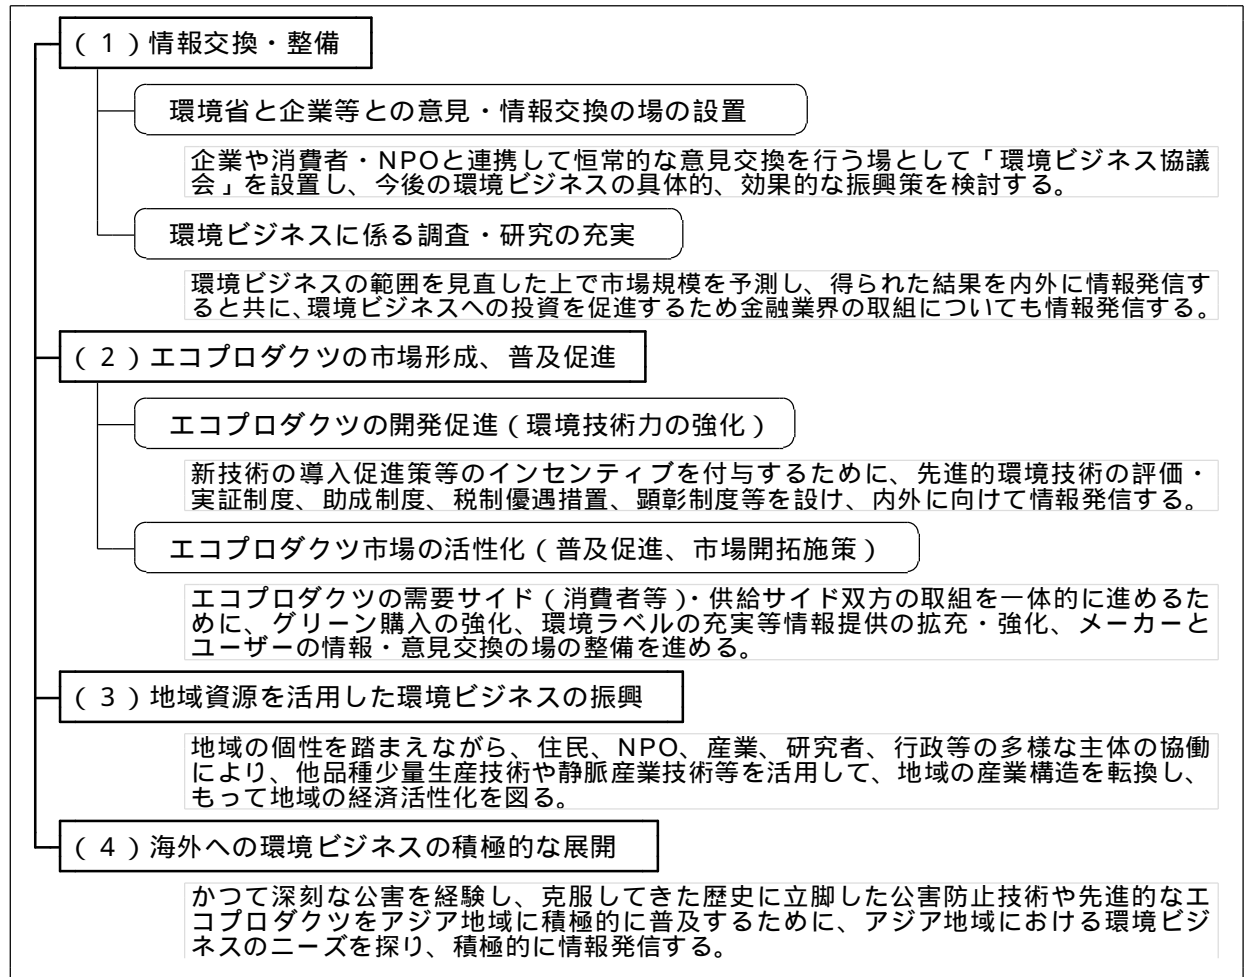 (1)情報交換・整備
環境省と企業等との意見・情報交換の場の設置
企業や消費者・NPOと連携して恒常的な意見交換を行う場として「環境ビジネス協議
会」を設置し、今後の環境ビジネスの具体的、効果的な振興策を検討する。
環境ビジネスに係る調査・研究の充実
環境ビジネスの範囲を見直した上で市場規模を予測し、得られた結果を内外に情報発信す
ると共に、環境ビジネスへの投資を促進するため金融業界の取組についても情報発信する。
(2)エコプロダクツの市場形成、普及促進
エコプロダクツの開発促進(環境技術力の強化)
新技術の導入促進策等のインセンティブを付与するために、先進的環境技術の評価・
実証制度、助成制度、税制優遇措置、顕彰制度等を設け、内外に向けて情報発信する。
エコプロダクツ市場の活性化(普及促進、市場開拓施策)
エコプロダクツの需要サイド(消費者等)・供給サイド双方の取組を一体的に進めるた
めに、グリーン購入の強化、環境ラベルの充実等情報提供の拡充・強化、メーカーと
ユーザーの情報・意見交換の場の整備を進める。
(3)地域資源を活用した環境ビジネスの振興
地域の個性を踏まえながら、住民、NPO、産業、研究者、行政等の多様な主体の協働
により、他品種少量生産技術や静脈産業技術等を活用して、地域の産業構造を転換し、
もって地域の経済活性化を図る。
(4)海外への環境ビジネスの積極的な展開
かつて深刻な公害を経験し、克服してきた歴史に立脚した公害防止技術や先進的なエ
コプロダクツをアジア地域に積極的に普及するために、アジア地域における環境ビジ
ネスのニーズを探り、積極的に情報発信する。